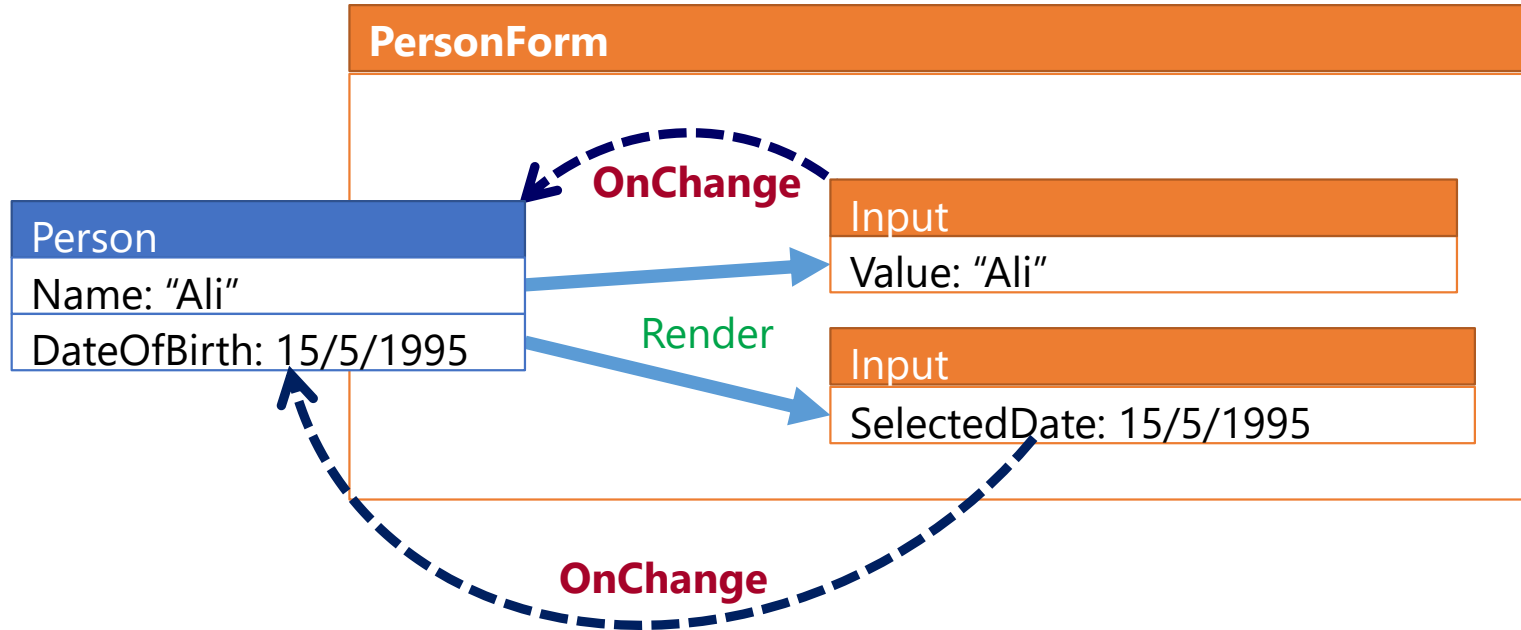 PersonForm
OnChange
Person
Name: “Ali”
DateOfBirth: 15/5/1995
Render
Input
Value: “Ali”
Input
SelectedDate: 15/5/1995
OnChange